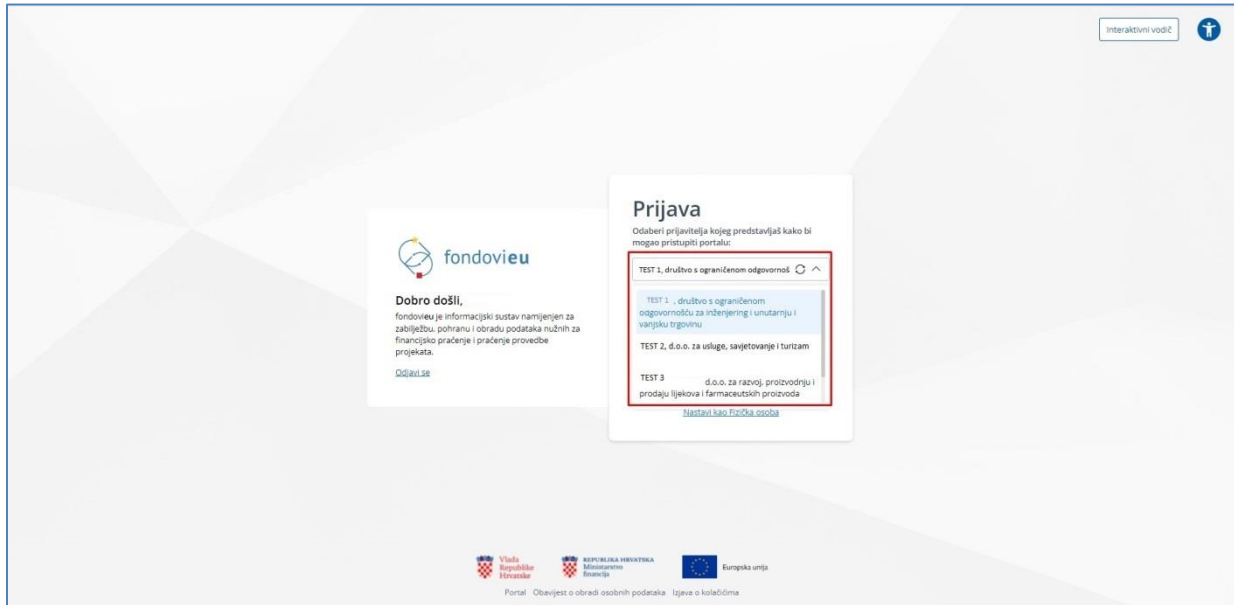 Interaktivni vodič
fondovieu
Dobro došli,
fondovieu je informacijski sustav namijenjen za
zabilježbu, pohranu i obradu podataka nužnih za
financijsko praćenje i praćenje provedbe
projekata.
Odjavi se
Prijava
Odaberi prijavitelja kojeg predstavljaš kako bi
mogao pristupiti portalu:
TEST 1, društvo s ograničenom odgovornoš
TEST 1 , društvo s ograničenom
odgovornošću za inženjering i unutarnju i
vanjsku trgovinu
TEST 2, d.o.o. za usluge, savjetovanje i turizam
TEST 3 d.o.o. za razvoj, proizvodnju i
prodaju lijekova i farmaceutskih proizvoda
Nastavi kao Fizička osoba
Vlada
Republike
Hrvatske
REPUBLIKA HRVATSKA
Ministarstvo
financija
Europska unija
Portal Obavijest o obradi osobnih podataka Izjava o kolačićima